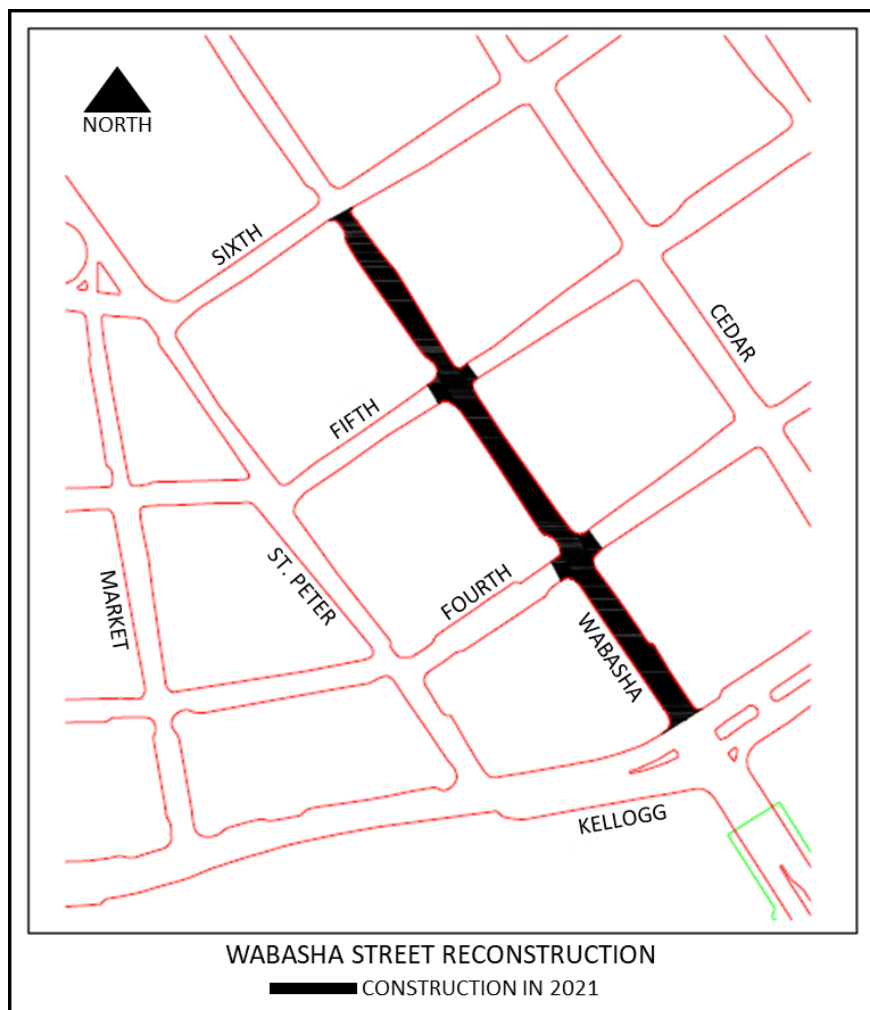 NORTH
SIXTH
CEDAR
FIFTH
ST. PETER
MARKET
FOURTH
WABASHA
KELLOGG
WABASHA STREET RECONSTRUCTION
CONSTRUCTION IN 2021